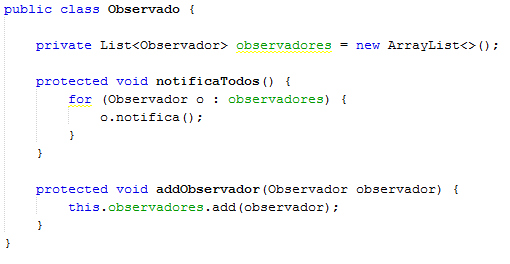 public class Observado {
private List<Observador> observadores = new ArrayList<>();
protected void notificaTodos() {
for (Observador o : observadores) {
o.notifica();
}
}
protected void addObservador(Observador observador) {
this.observadores.add(observador);
}
}